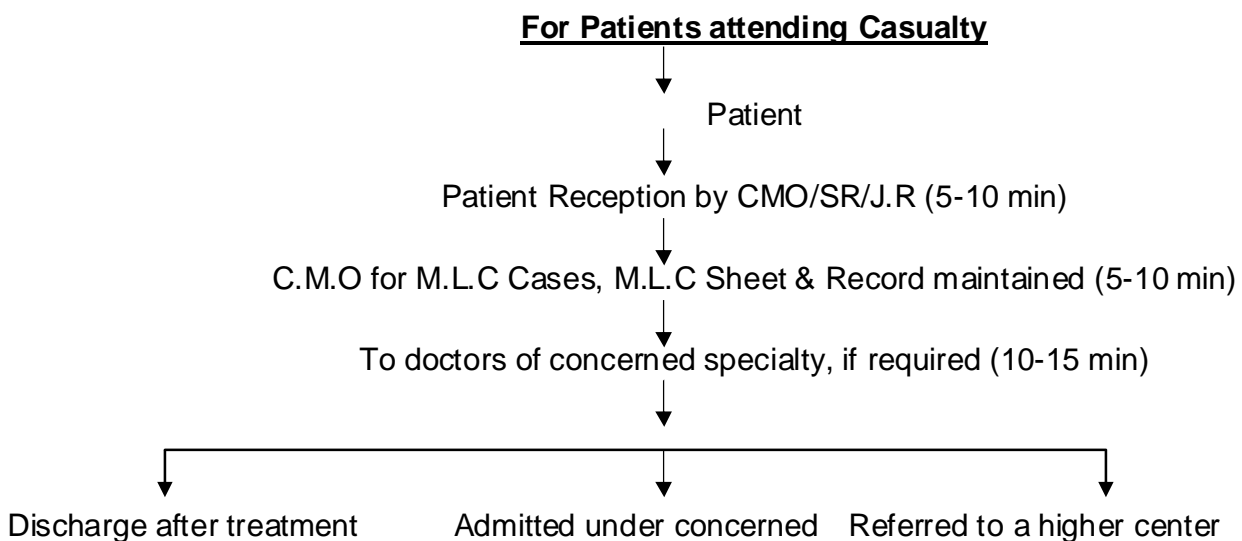 For Patients attending Casualty
Patient
Patient Reception by CMO/SR/J.R (5-10 min)
C.M.O for M.L.C Cases, M.L.C Sheet & Record maintained (5-10 min)
To doctors of concerned specialty, if required (10-15 min)
Discharge after treatment Admitted under concerned Referred to a higher center